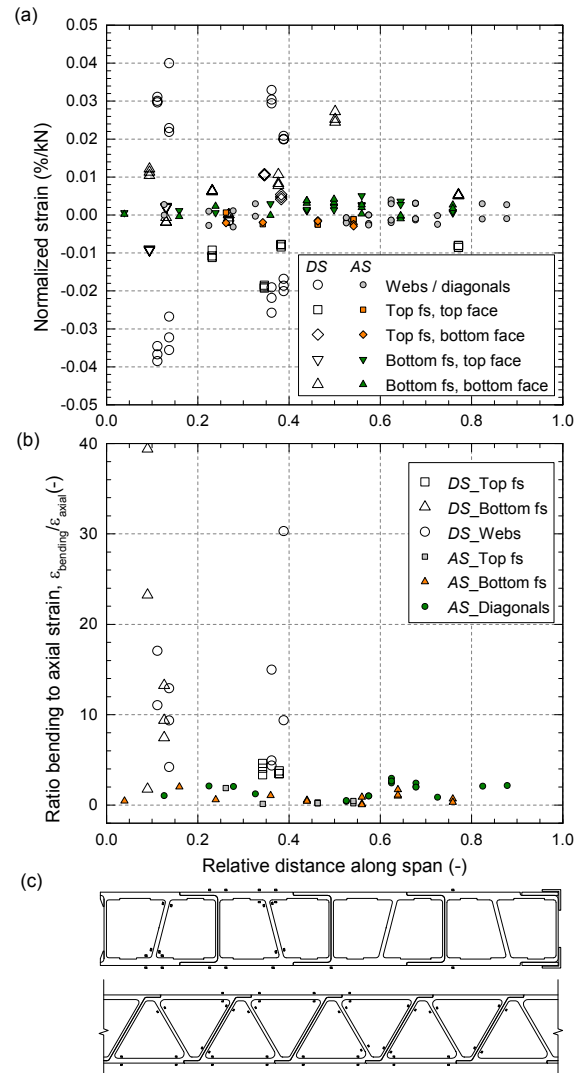 (a)
0.05
0.04
0.03
0.02
0.01
0.00
-0.01
-0.02
-0.03
-0.04
-0.05
Normalized strain (%/kN)
DS AS
Webs / diagonals
Top fs, top face
Top fs, bottom face
Bottom fs, top face
Bottom fs, bottom face
0.0 0.2 0.4 0.6 0.8 1.0
(b)
40
30
20
10
0
Ratio bending to axial strain, εbending/εaxial(-)
DS_Top fs
DS_Bottom fs
DS_Webs
AS_Top fs
AS_Bottom fs
AS_Diagonals
0.0 0.2 0.4 0.6 0.8 1.0
Relative distance along span (-)
(c)